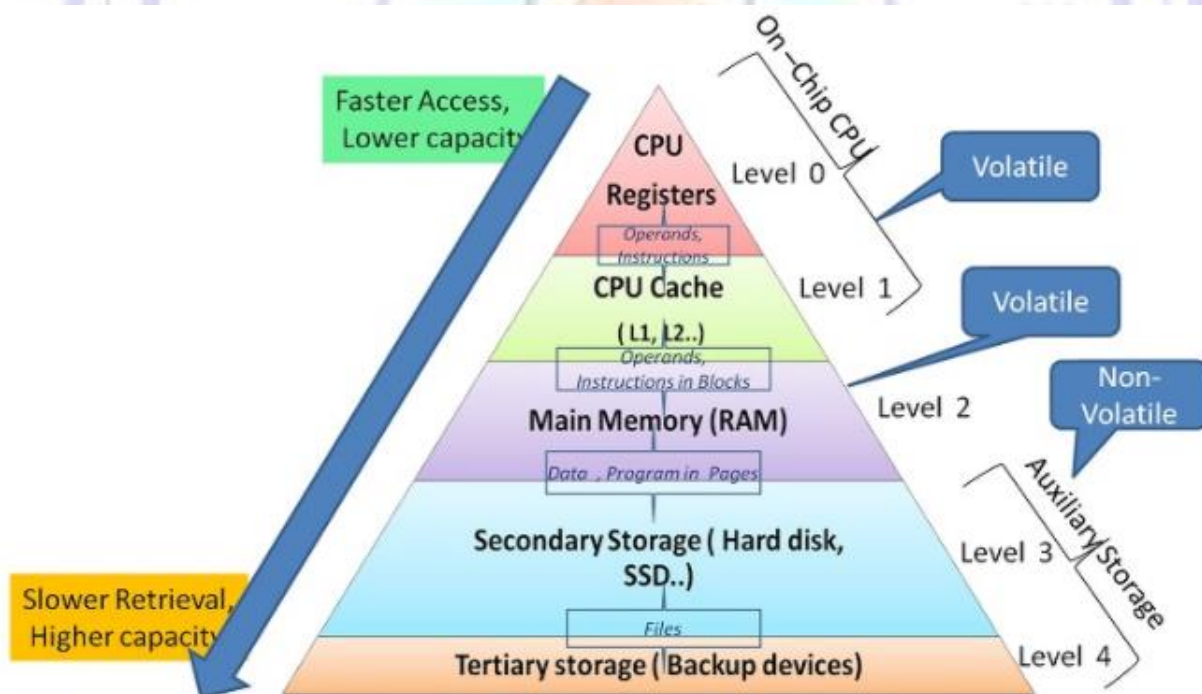 On –Chip CPU
Faster Access,
Lower capacity
CPU
Registers
Level 0
Volatile
Operands,
Instructions
CPU Cache
( L1, L2..)
Level 1
Volatile
Operands,
Instructions in Blocks
Main Memory (RAM)
Level 2
Non-
Volatile
Data , Program in Pages
Auxiliary Storage
Secondary Storage ( Hard disk,
SSD..)
Level 3
Slower Retrieval,
Higher capacity
Files
Tertiary storage ( Backup devices)
Level 4